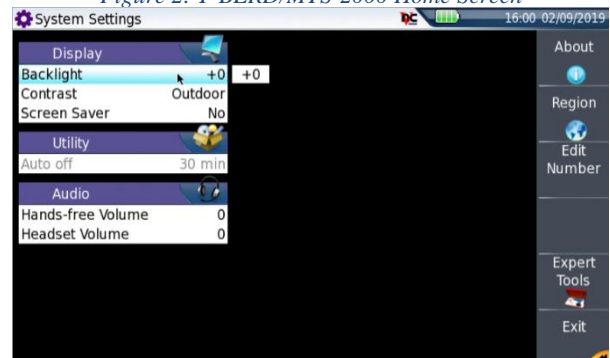 Figure 2: T-BERD/MTS-2000 Home Screen
System Settings
16:00 02/09/2019
Display
Backlight +0 +0
Contrast Outdoor
Screen Saver No
Utility
Auto off 30 min
Audio
Hands-free Volume 0
Headset Volume 0
About
Region
Edit
Number
Expert
Tools
Exit